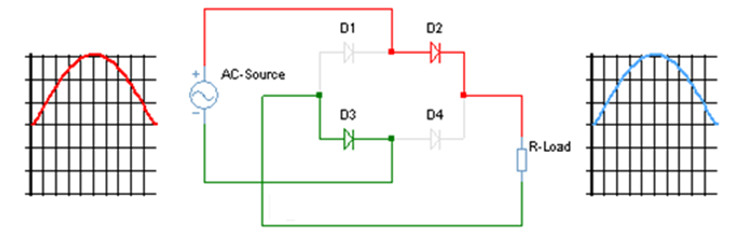 D1
D2
+
AC-Source
−
D3
D4
R-Load